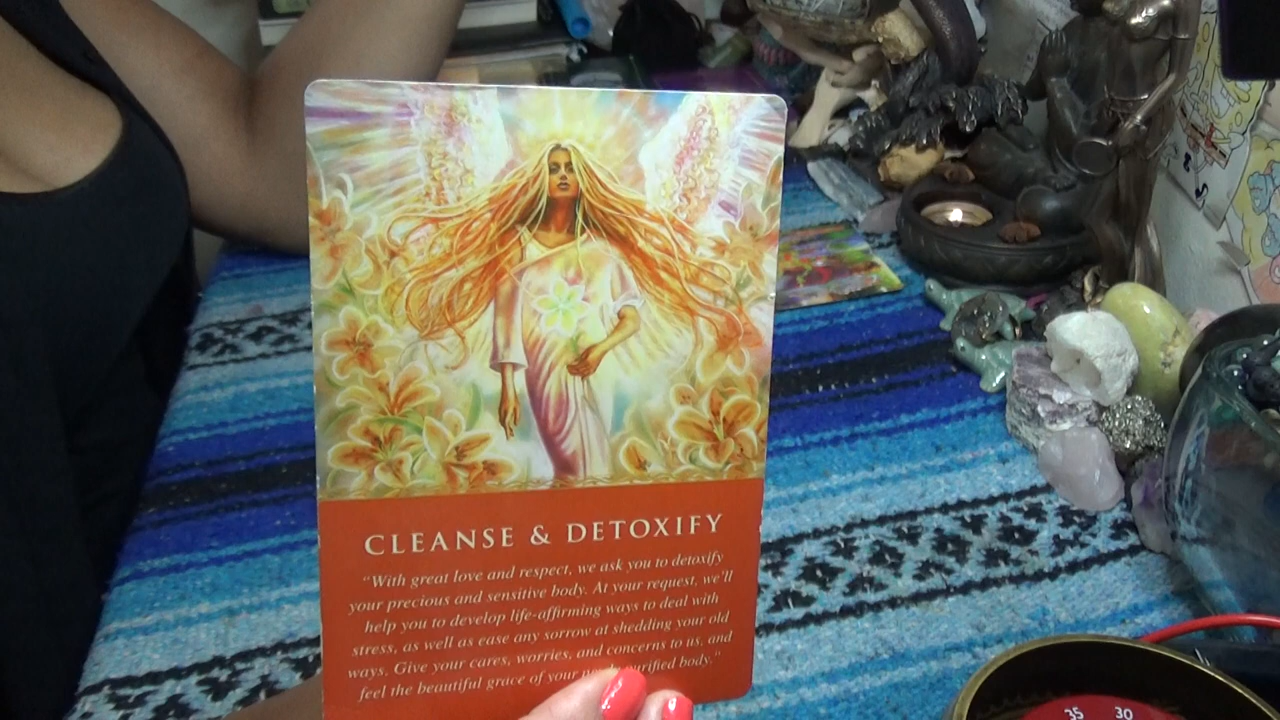 CLEANSE & DETOXIFY
"With great love and respect, we ask you to detoxify
your precious and sensitive body. At your request, we'll
help you to develop life-affirming ways to deal with
stress, as well as ease any sorrow at shedding your old
ways. Give your cares, worries, and concerns to us, and
feel the beautiful grace of your purified body."
35 30